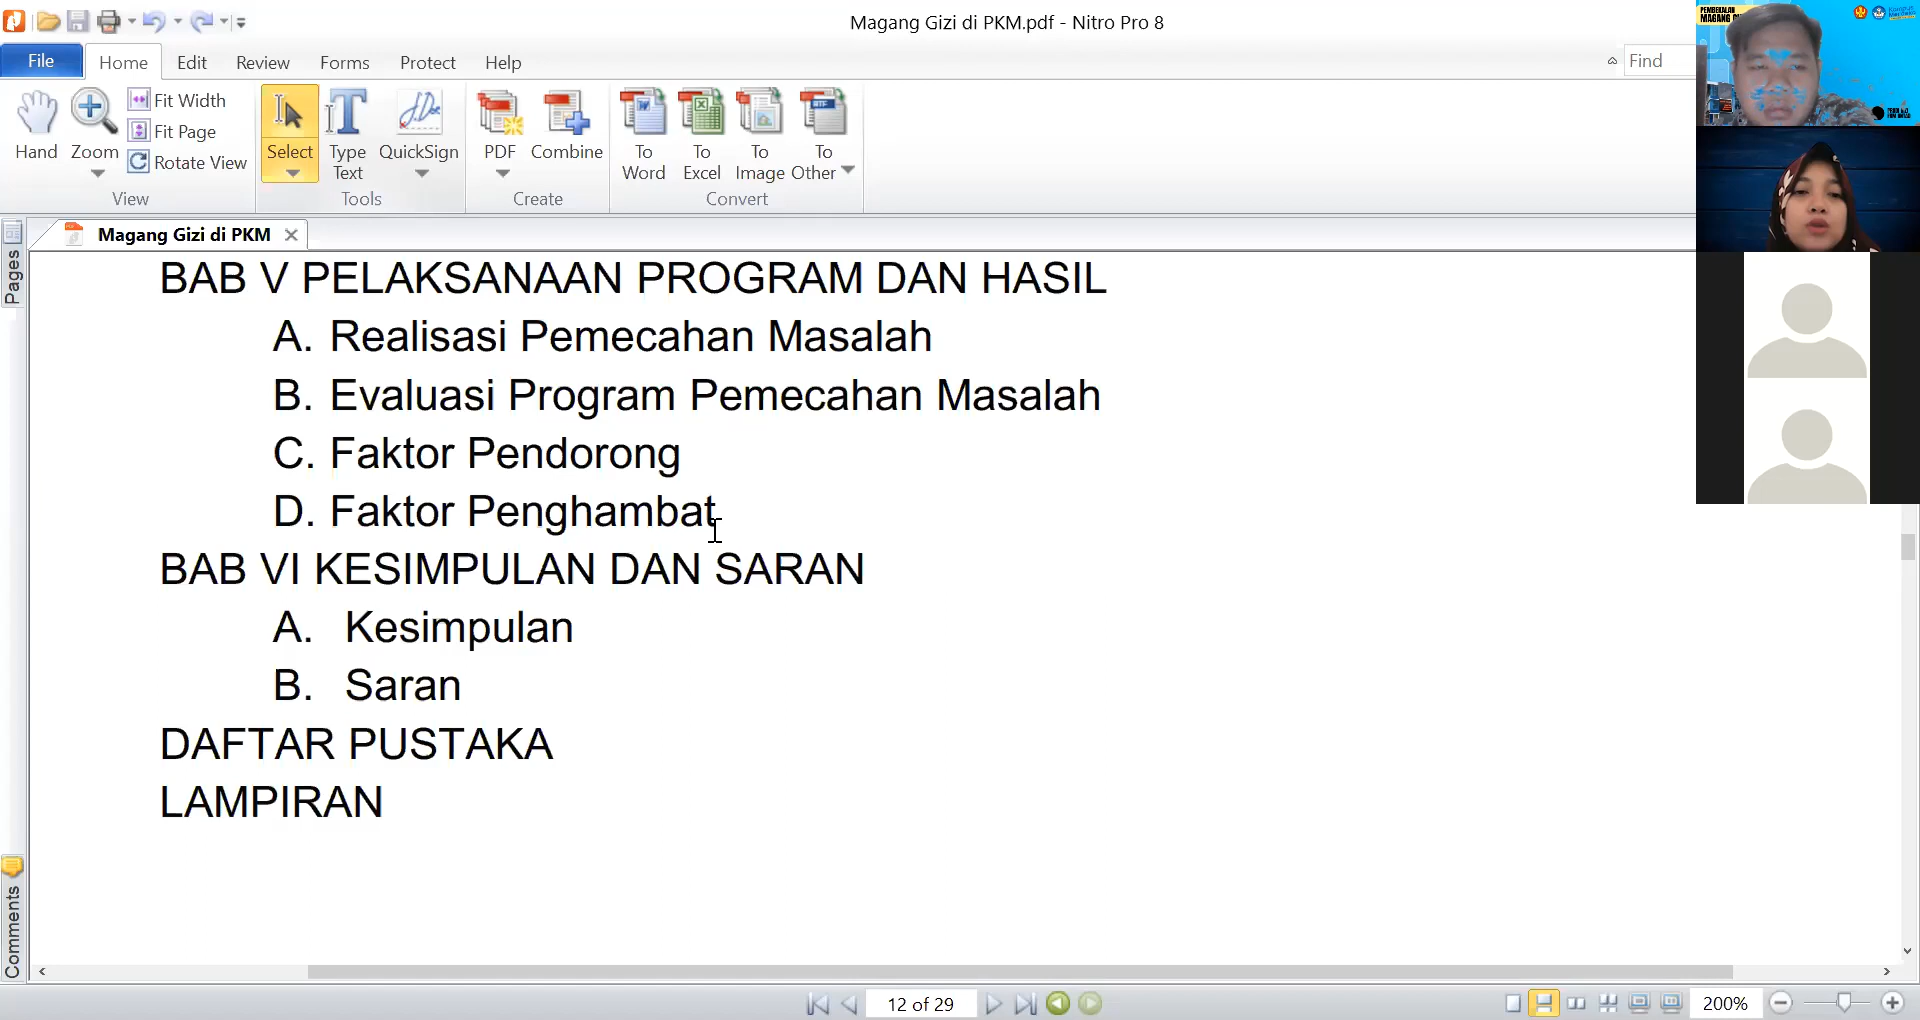 Magang Gizi di PKM.pdf - Nitro Pro 8
File Home Edit Review Forms Protect Help
Find
Hand
Zoom
Fit Width
Fit Page
Rotate View
View
Select
Type Text
QuickSign
Tools
PDF
Combine
Create
To Word
To Excel
To Image
To Other
Convert
Pages
Magang Gizi di PKM
BAB V PELAKSANAAN PROGRAM DAN HASIL
A. Realisasi Pemecahan Masalah
B. Evaluasi Program Pemecahan Masalah
C. Faktor Pendorong
D. Faktor Penghambat
BAB VI KESIMPULAN DAN SARAN
A. Kesimpulan
B. Saran
DAFTAR PUSTAKA
LAMPIRAN
Comments
12 of 29
200%
PEMBEKALAN